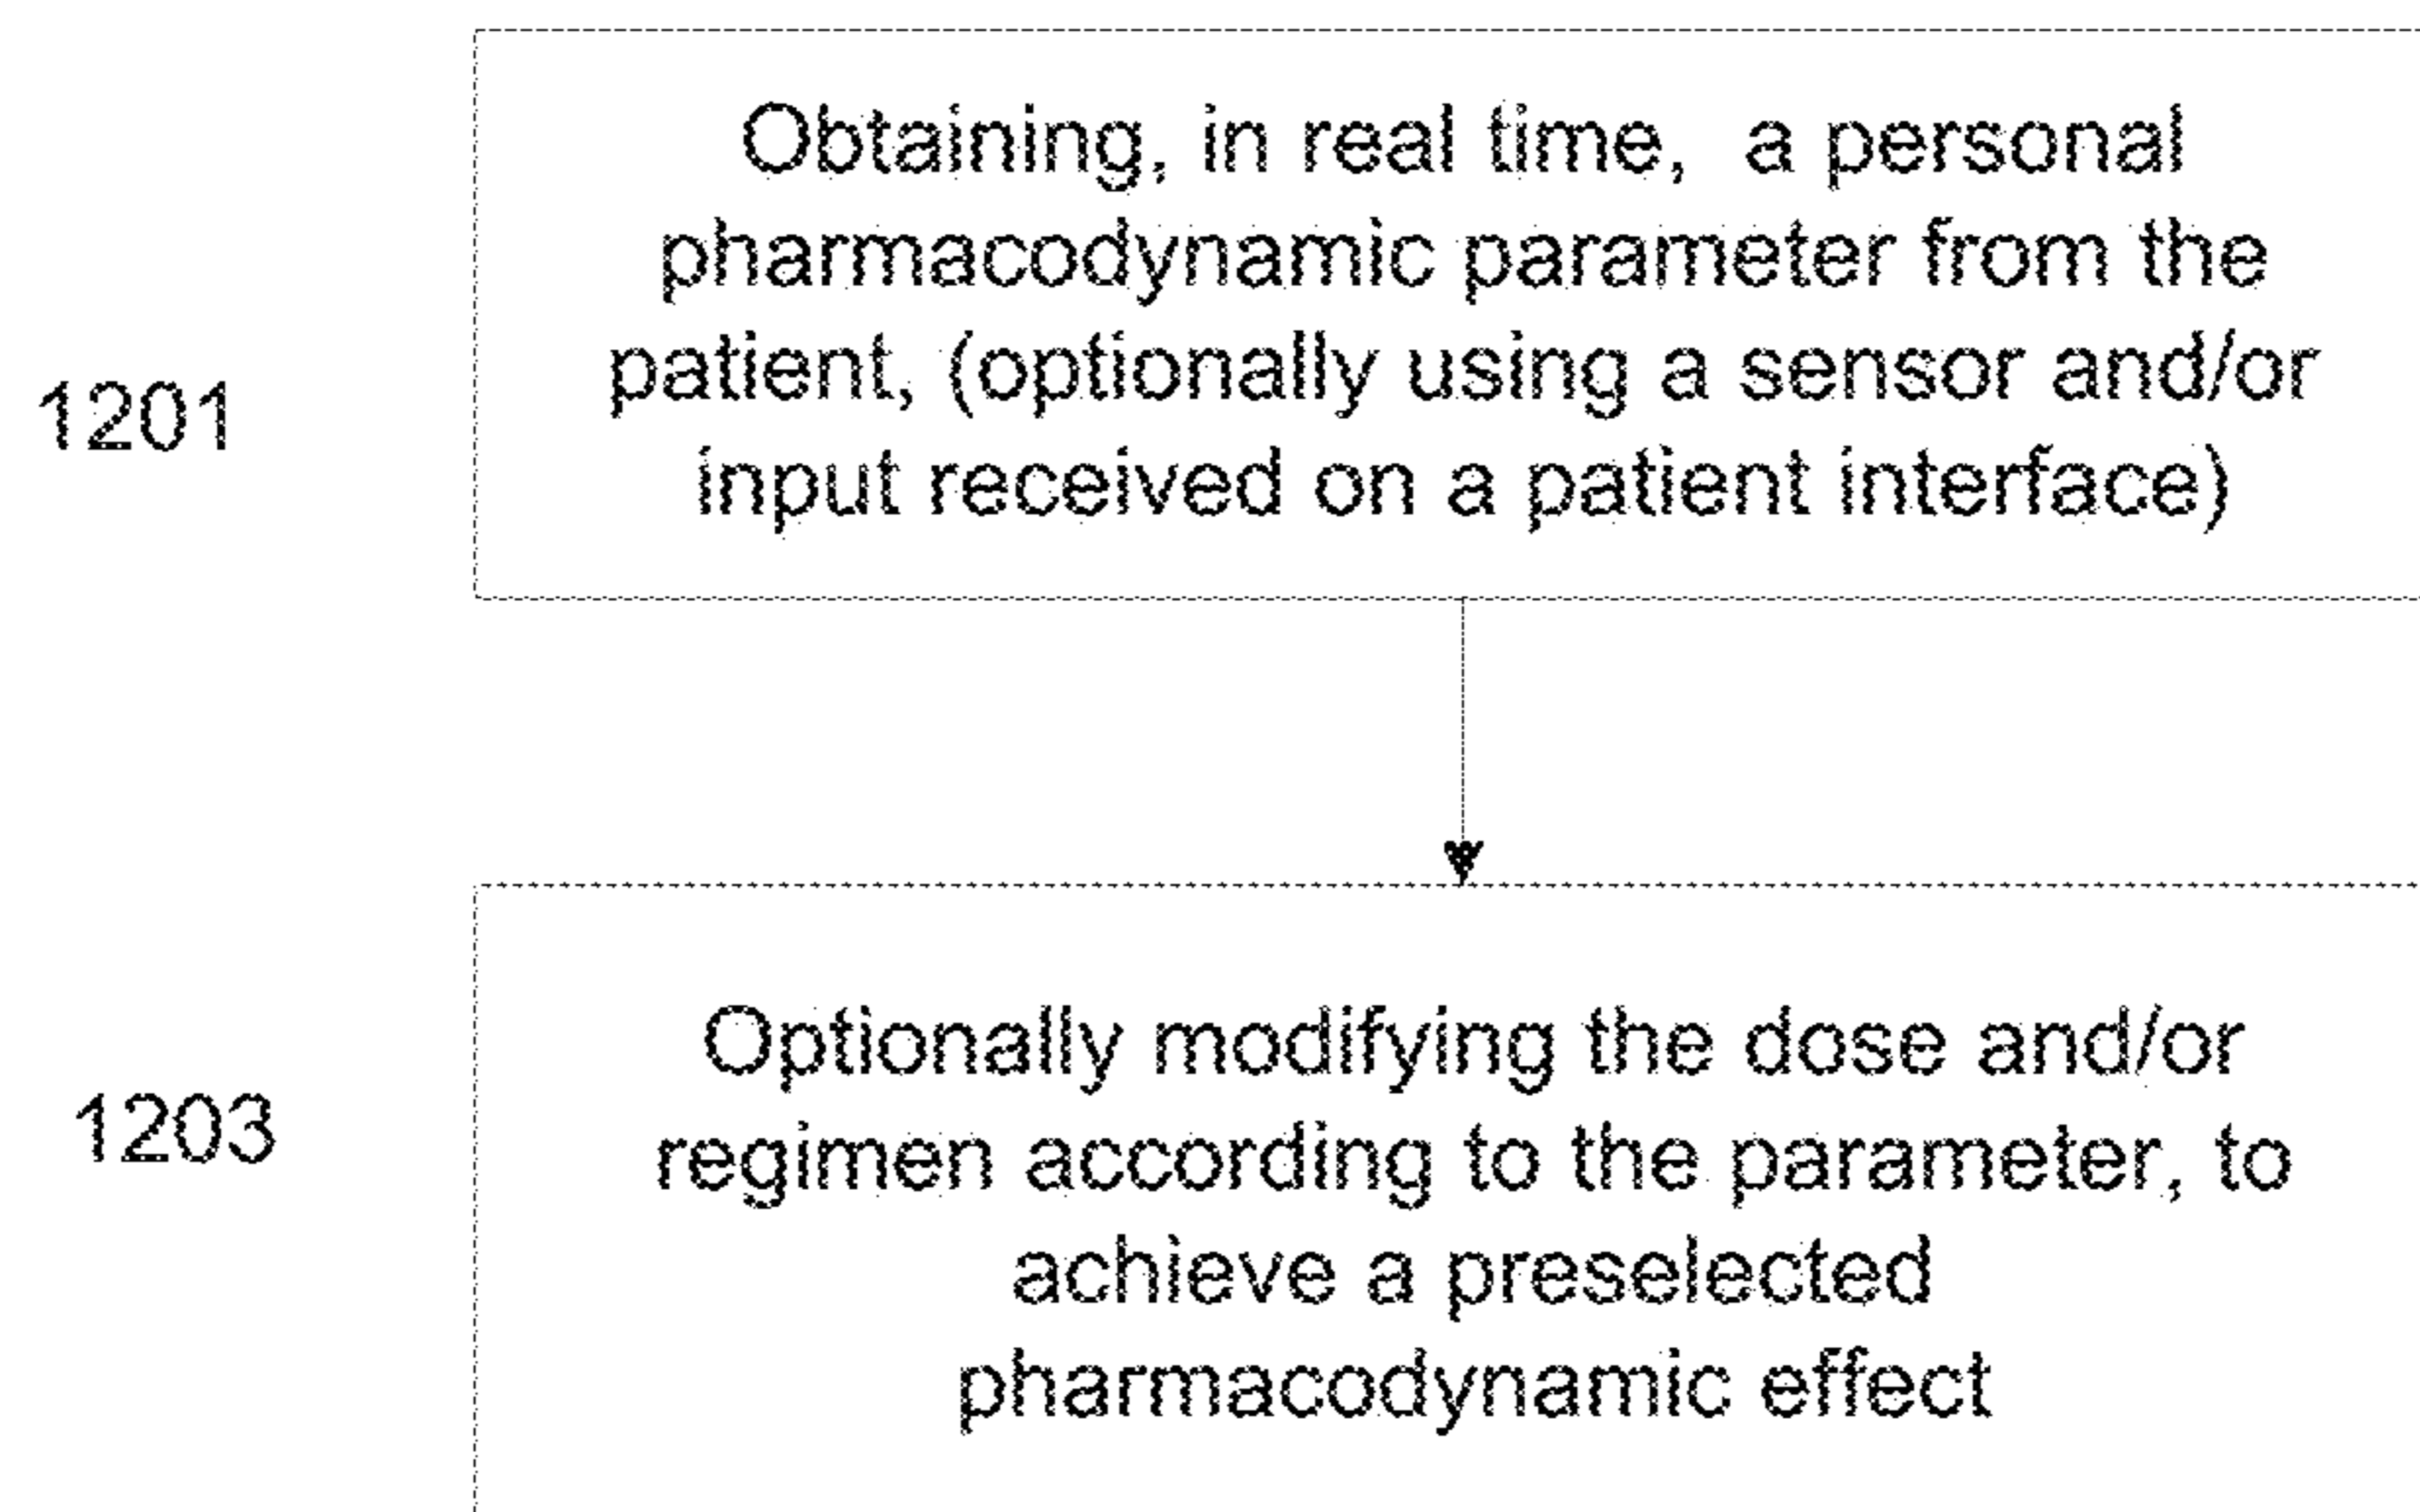 Obtaining, in real time, a personal
pharmacodynamic parameter from the
patient, (optionally using a sensor and/or
1201
input received on a patient interface)
Optionally modifying the dose and/or
1203
regimen according to the parameter, to
achieve a preselected
pharmacodynamic effect